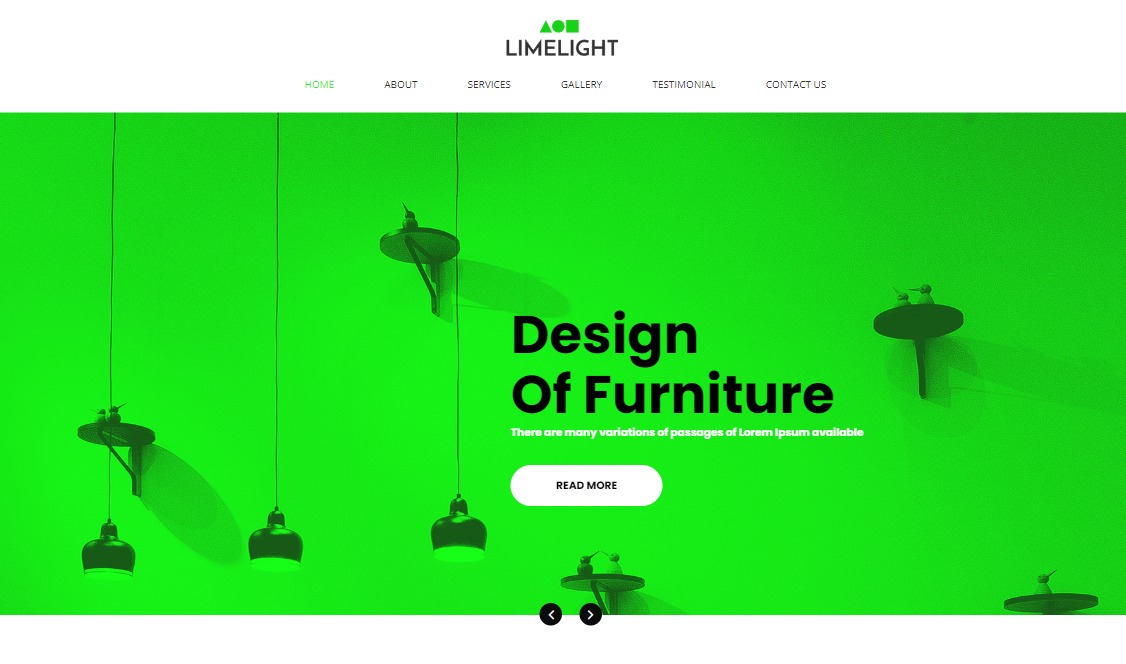 LIMELIGHT
HOME ABOUT SERVICES GALLERY TESTIMONIAL CONTACT US
Design
Of Furniture
There are many variations of passages of Lorem Ipsum available
READ MORE